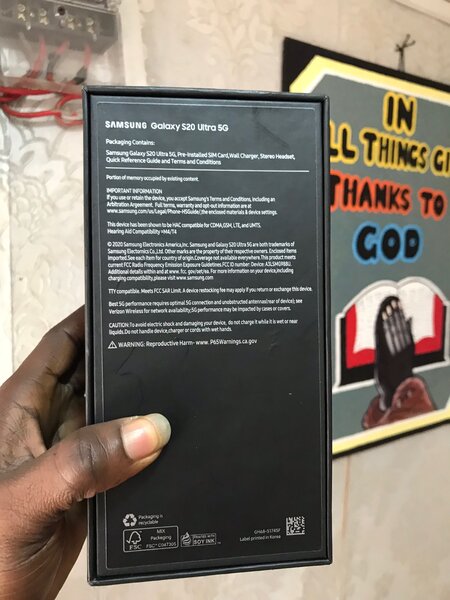 SAMSUNG Galaxy S20 Ultra 5G
Packaging Contains:
Samsung Galaxy S20 Ultra 5G, Pre-Installed SIM Card,Wall Charger, Stereo Headset,
Quick Reference Guide and Terms and Conditions
Portion of memory occupied by existing content.
IMPORTANT INFORMATION
If you use or retain the device, you accept Samsung's Terms and Conditions, including an
Arbitration Argeement. Full terms, warranty and opt-out information are at
www.samsung.com/us/Legal/Phone-HSGuide/,the enclosed materials & device settings.
This device has been shown to be HAC compatible for CDMA,GSM, LTE, and UMTS.
Hearing Aid Compatibility =M4/T4
© 2020 Samsung Electronics America,Inc. Samsung and Galaxy S20 Ultra 5G are both trademarks of
Samsung Electronics Co.,Ltd. Other marks are the property of their respective owners. Enclosed items
imported.See each item for country of origin.Coverage not available everywhere.This product meets
current FCC Radio Frequency Emission Exposure Guidelines.FCC ID number Device: A3LSMG988U.
Additional details within and at www. fcc. gov/oet/ea. For more information on your device,including
charging compatibility,please visit www.samsung.com
TTY compatible. Meets FCC SAR Limit. A device restocking fee may apply if you return or exchange this device.
Best 5G performance requires optimal 5G connection and unobstructed antenna(rear of device); see
Verizon Wireless for network availability;5G performance may be impacted by cases or covers.
CAUTION:To avoid electric shock and damaging your device, do not charge it while it is wet or near
liquids.Do not handle device,charger or cords with wet hands.
WARNING: Reproductive Harm- www. P65Warnings.ca.gov
Packaging is
recyclable
FSC
MIX
Packaging
FSC® C047305
PRINTED WITH
SOY INK
GH68-51745F
Label printed in Korea
IN
LL THINGS GI
THANKS TO
GOD